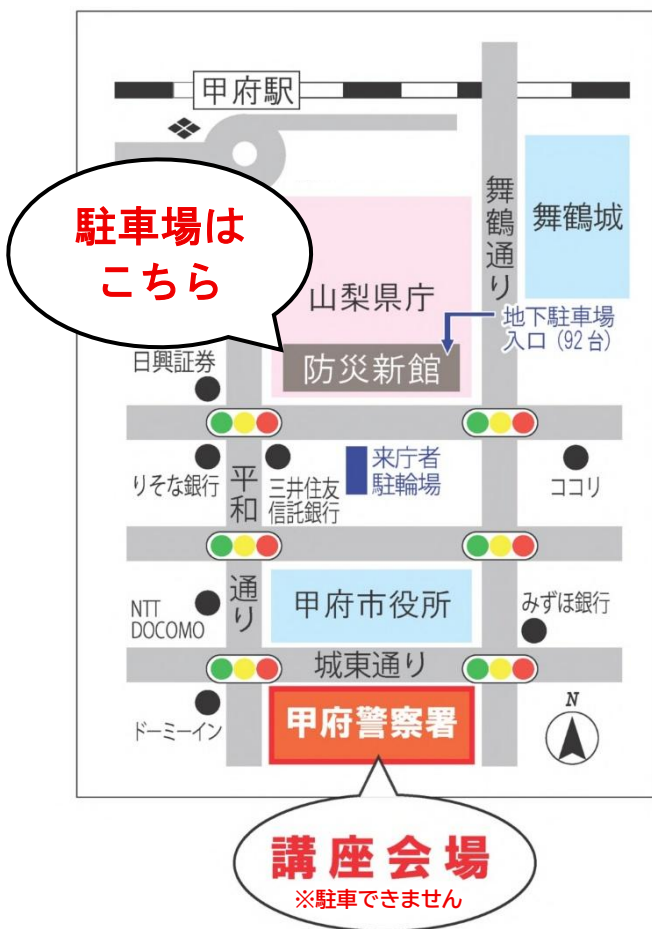 甲府駅
駐車場は
こちら
舞鶴通り
舞鶴城
山梨県庁
地下駐車場
入口（92台）
防災新館
日興証券
りそな銀行
平和通り
三井住友
信託銀行
来庁者
駐輪場
ココリ
NTT
DOCOMO
甲府市役所
みずほ銀行
城東通り
ドーミーイン
甲府警察署
N
講座会場
※駐車できません